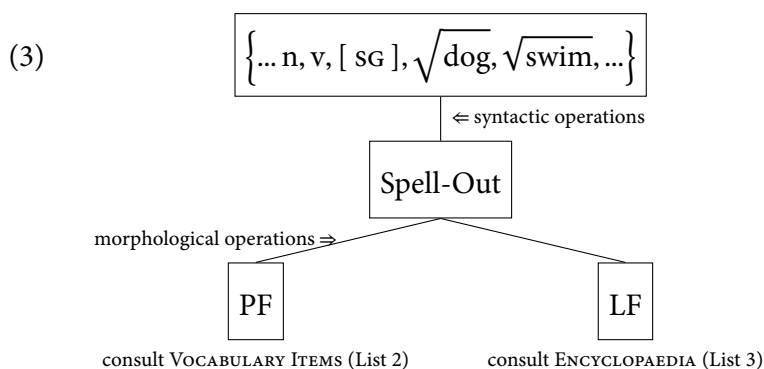 (3)
{... n, v, [ SG ], √dog, √swim, ...}
⇐ syntactic operations
Spell-Out
morphological operations ⇒
PF
LF
consult VOCABULARY ITEMS (List 2)
consult ENCYCLOPAEDIA (List 3)